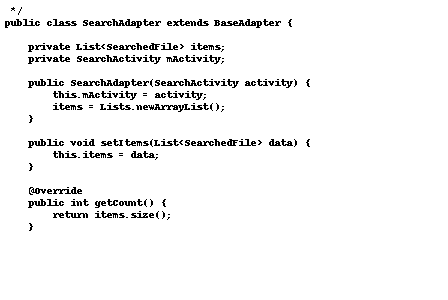 */
public class SearchAdapter extends BaseAdapter {
private List<SearchedFile> items;
private SearchActivity mActivity;
public SearchAdapter(SearchActivity activity) {
this.mActivity = activity;
items = Lists.newArrayList();
}
public void setItems(List<SearchedFile> data) {
this.items = data;
}
@Override
public int getCount() {
return items.size();
}